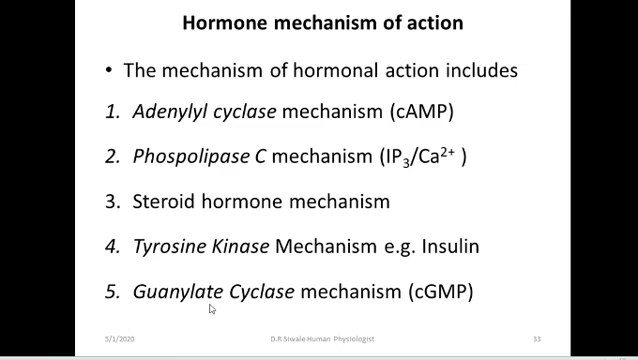 Hormone mechanism of action
• The mechanism of hormonal action includes
1. Adenylyl cyclase mechanism (cAMP)
2. Phospolipase C mechanism (IP₃/Ca²⁺ )
3. Steroid hormone mechanism
4. Tyrosine Kinase Mechanism e.g. Insulin
5. Guanylate Cyclase mechanism (cGMP)
5/1/2020 D.R Siwale Human Physiologist 33